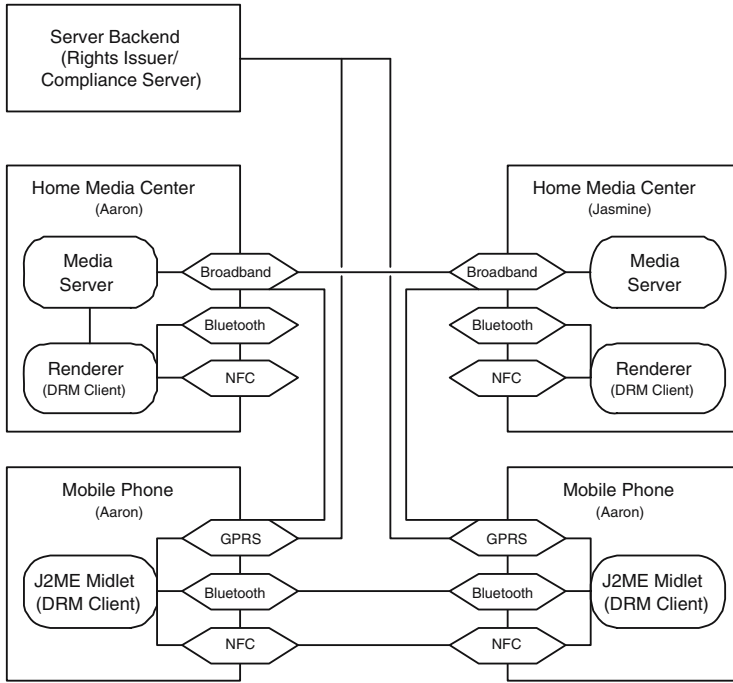 Server Backend
(Rights Issuer/
Compliance Server)
Home Media Center
(Aaron)
Media
Server
Broadband
Bluetooth
Renderer
(DRM Client)
NFC
Home Media Center
(Jasmine)
Broadband
Media
Server
Bluetooth
NFC
Renderer
(DRM Client)
Mobile Phone
(Aaron)
GPRS
J2ME Midlet
(DRM Client)
Bluetooth
NFC
Mobile Phone
(Aaron)
GPRS
Bluetooth
J2ME Midlet
(DRM Client)
NFC